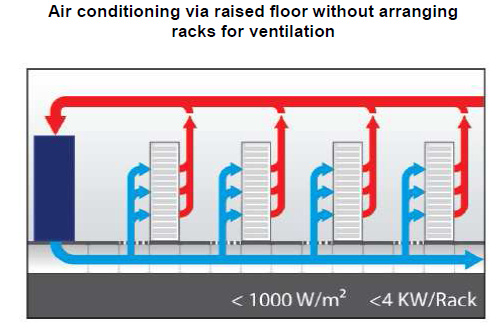 Air conditioning via raised floor without arranging
racks for ventilation
< 1000 W/m² <4 KW/Rack